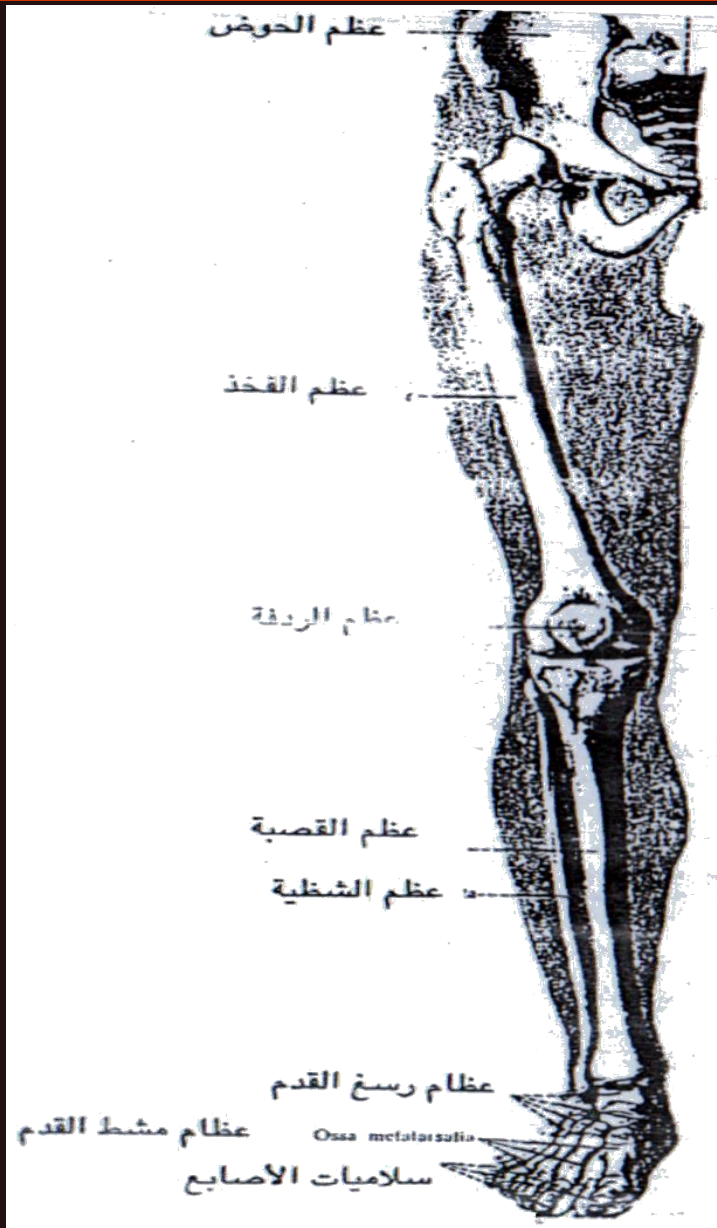 عظم الحوض
عظم الفخذ
عظم الردفة
عظم القصبة
عظم الشظية
عظام رسغ القدم
عظام مشط القدم Ossa metatarsalia
سلاميات الأصابع